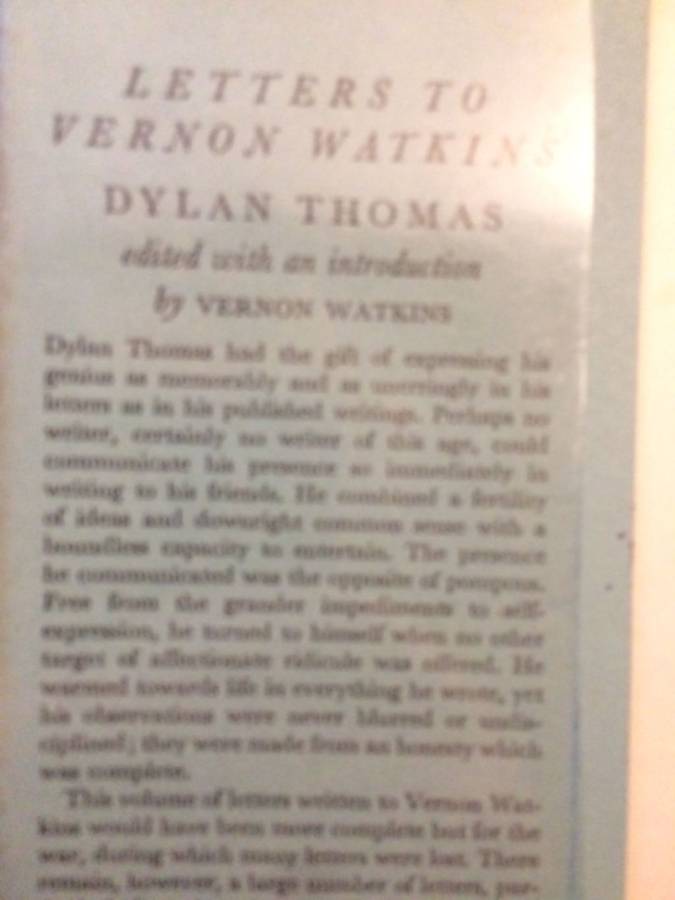 LETTERS TO
VERNON WATKINS
DYLAN THOMAS
edited with an introduction
by VERNON WATKINS
Dylan Thomas had the gift of expressing his
genius as memorably and as unerringly in his
letters as in his published writings. Perhaps no
writer, certainly no writer of this age, could
communicate his presence so immediately in
writing to his friends. He combined a fertility
of ideas and downright common sense with a
boundless capacity to entertain. The presence
he communicated was the opposite of pompous.
Free from the grander impediments to self-
expression, he turned to himself when no other
target of affectionate ridicule was offered. He
warmed towards life in everything he wrote, yet
his observations were never blurred or undis-
ciplined; they were made from an honesty which
was complete.
This volume of letters written to Vernon Wat-
kins would have been more complete but for the
war, during which many letters were lost. There
remain, however, a large number of letters, par-